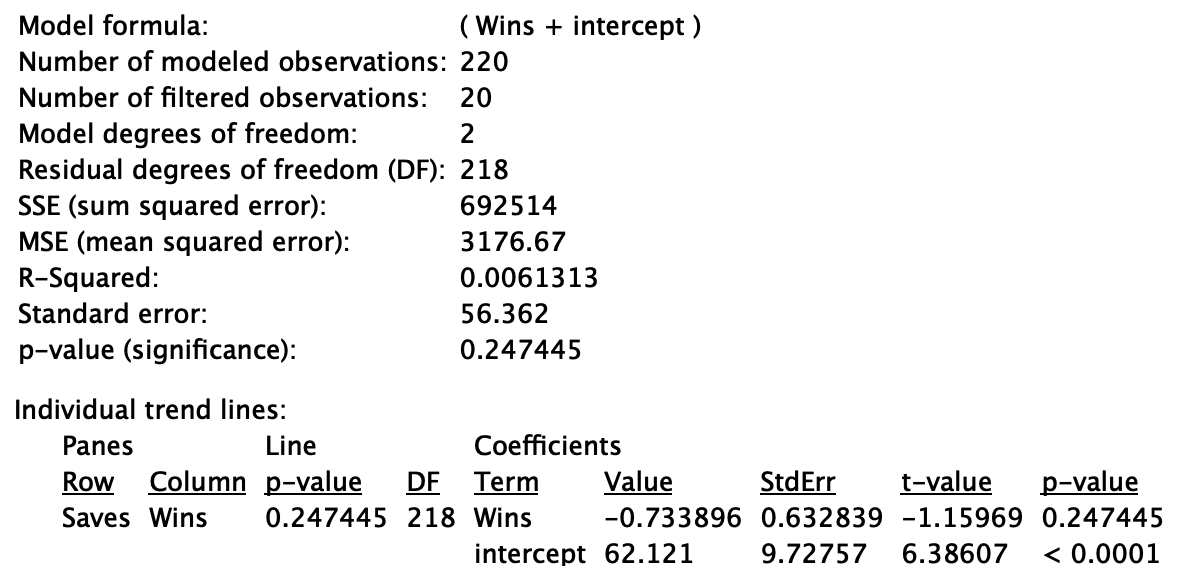 Model formula: ( Wins + intercept )
Number of modeled observations: 220
Number of filtered observations: 20
Model degrees of freedom: 2
Residual degrees of freedom (DF): 218
SSE (sum squared error): 692514
MSE (mean squared error): 3176.67
R-Squared: 0.0061313
Standard error: 56.362
p-value (significance): 0.247445
Individual trend lines:
Panes Line Coefficients
Row Column p-value DF Term Value StdErr t-value p-value
Saves Wins 0.247445 218 Wins -0.733896 0.632839 -1.15969 0.247445
intercept 62.121 9.72757 6.38607 < 0.0001